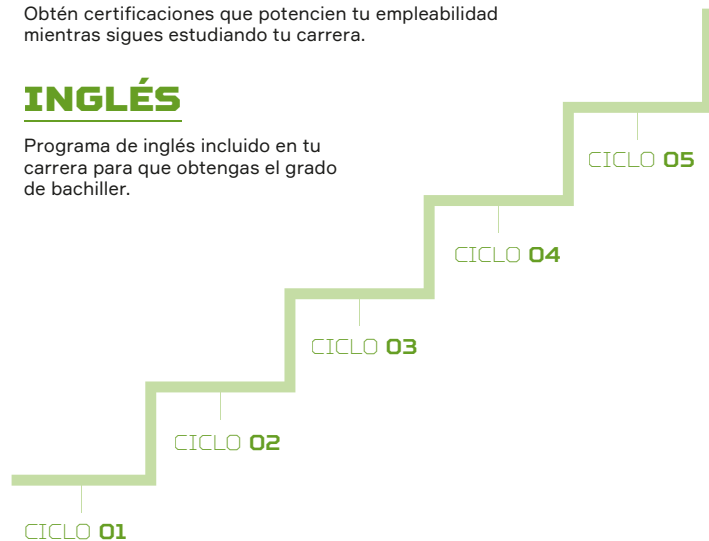 Obtén certificaciones que potencien tu empleabilidad
mientras sigues estudiando tu carrera.
INGLÉS
Programa de inglés incluido en tu
carrera para que obtengas el grado
de bachiller.
CICLO 05
CICLO 04
CICLO 03
CICLO 02
CICLO 01